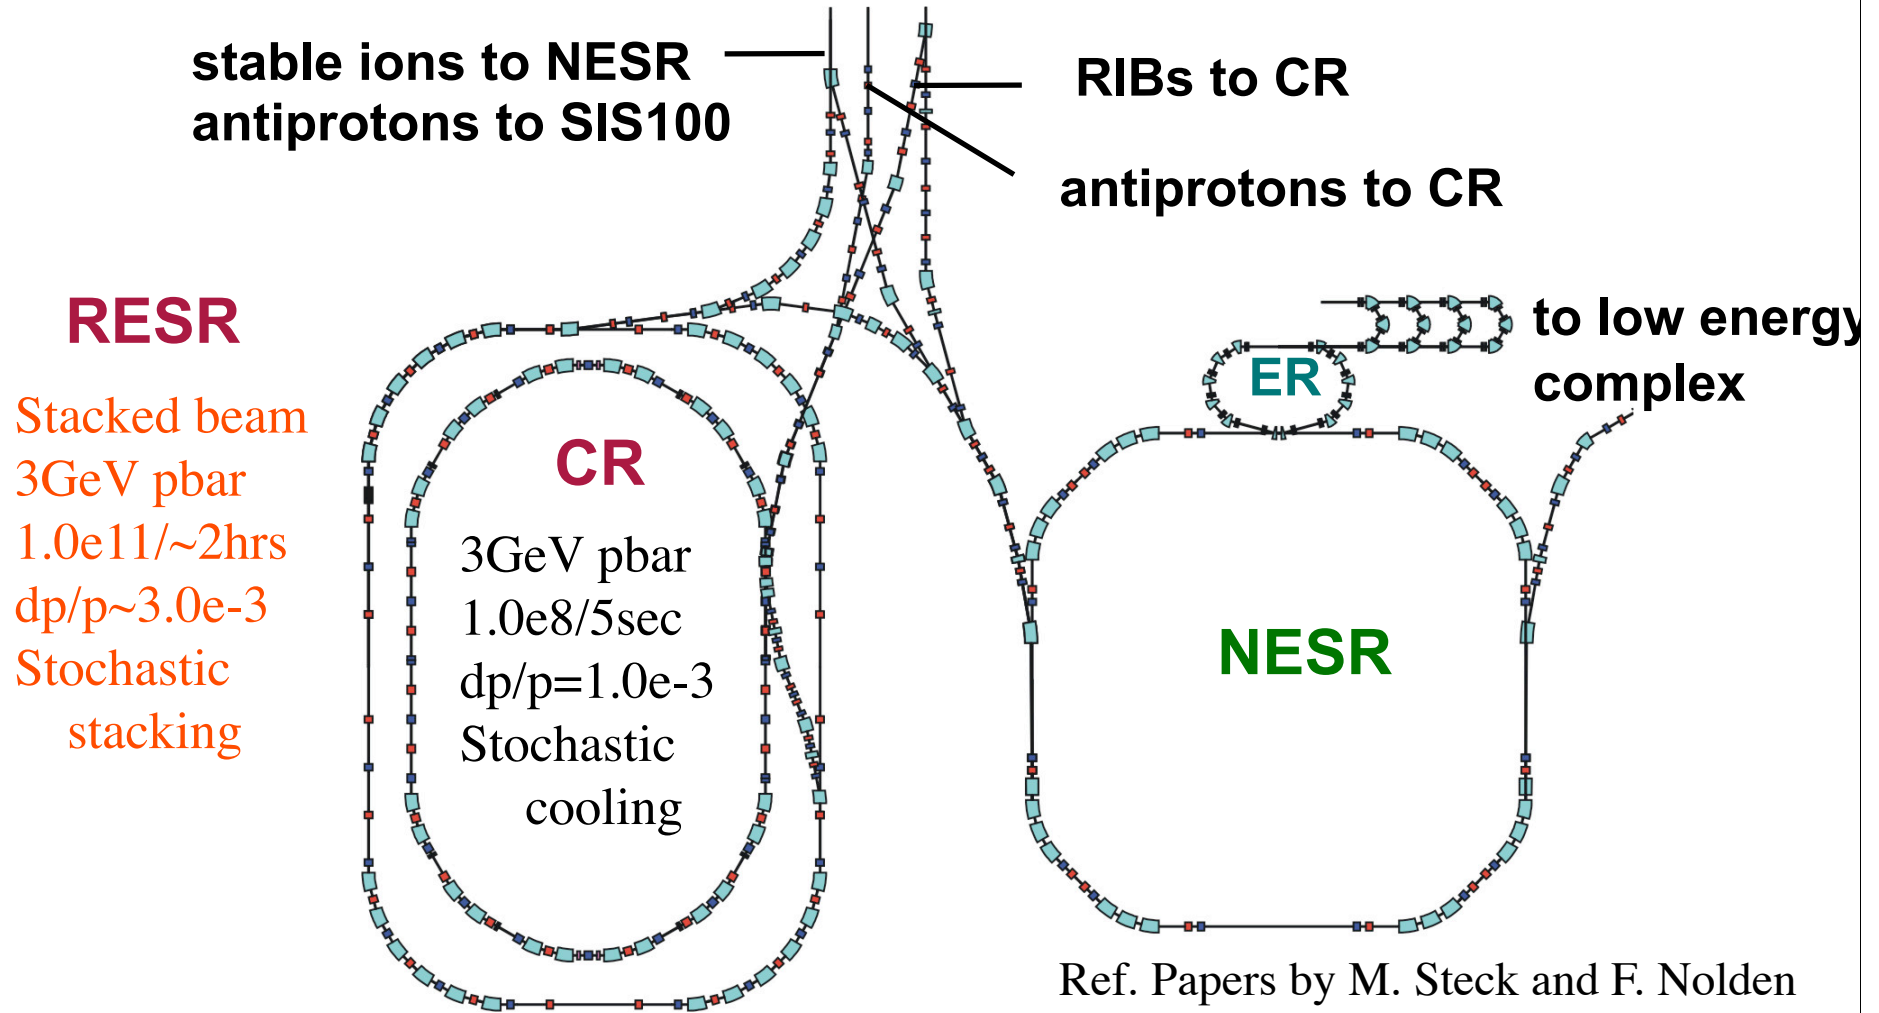 stable ions to NESR
antiprotons to SIS100
RIBs to CR
antiprotons to CR
RESR
Stacked beam
3GeV pbar
1.0e11/~2hrs
dp/p~3.0e-3
Stochastic
stacking
CR
3GeV pbar
1.0e8/5sec
dp/p=1.0e-3
Stochastic
cooling
ER
to low energy
complex
NESR
Ref. Papers by M. Steck and F. Nolden